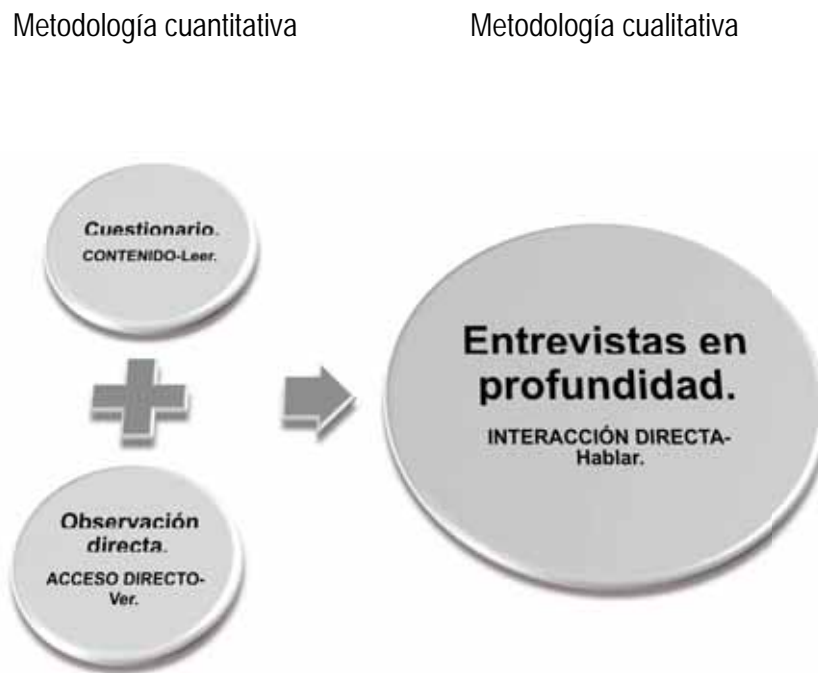 Metodología cuantitativa
Metodología cualitativa
Cuestionario.
CONTENIDO-Leer.
Observación
directa.
ACCESO DIRECTO-
Ver.
Entrevistas en
profundidad.
INTERACCIÓN DIRECTA-
Hablar.